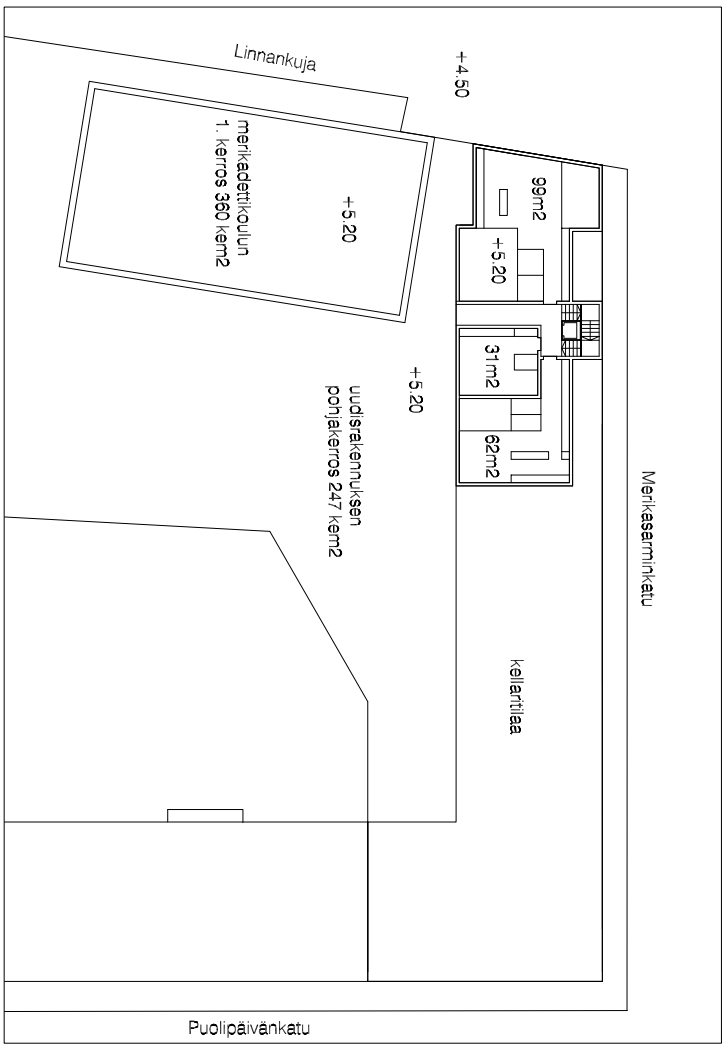 Linnankuja
+4.50
merikadettikoulun
1. kerros 360 kem2
+5.20
99m2
+5.20
31m2
62m2
+5.20
uudisrakennuksen
pohjakerros 247 kem2
Merikasarminkatu
kellaritilaa
Puolipäivänkatu